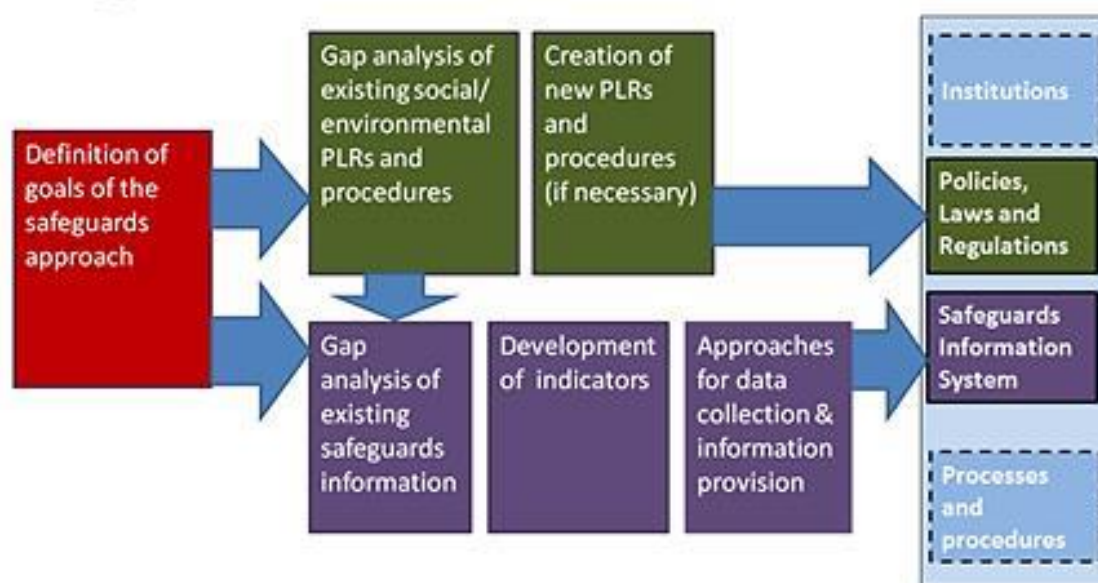 Definition of
goals of the
safeguards
approach
Gap analysis of
existing social/
environmental
PLRs and
procedures
Creation of
new PLRs
and
procedures
(if necessary)
Gap
analysis of
existing
safeguards
information
Development
of indicators
Approaches
for data
collection &
information
provision
Institutions
Policies,
Laws and
Regulations
Safeguards
Information
System
Processes
and
procedures